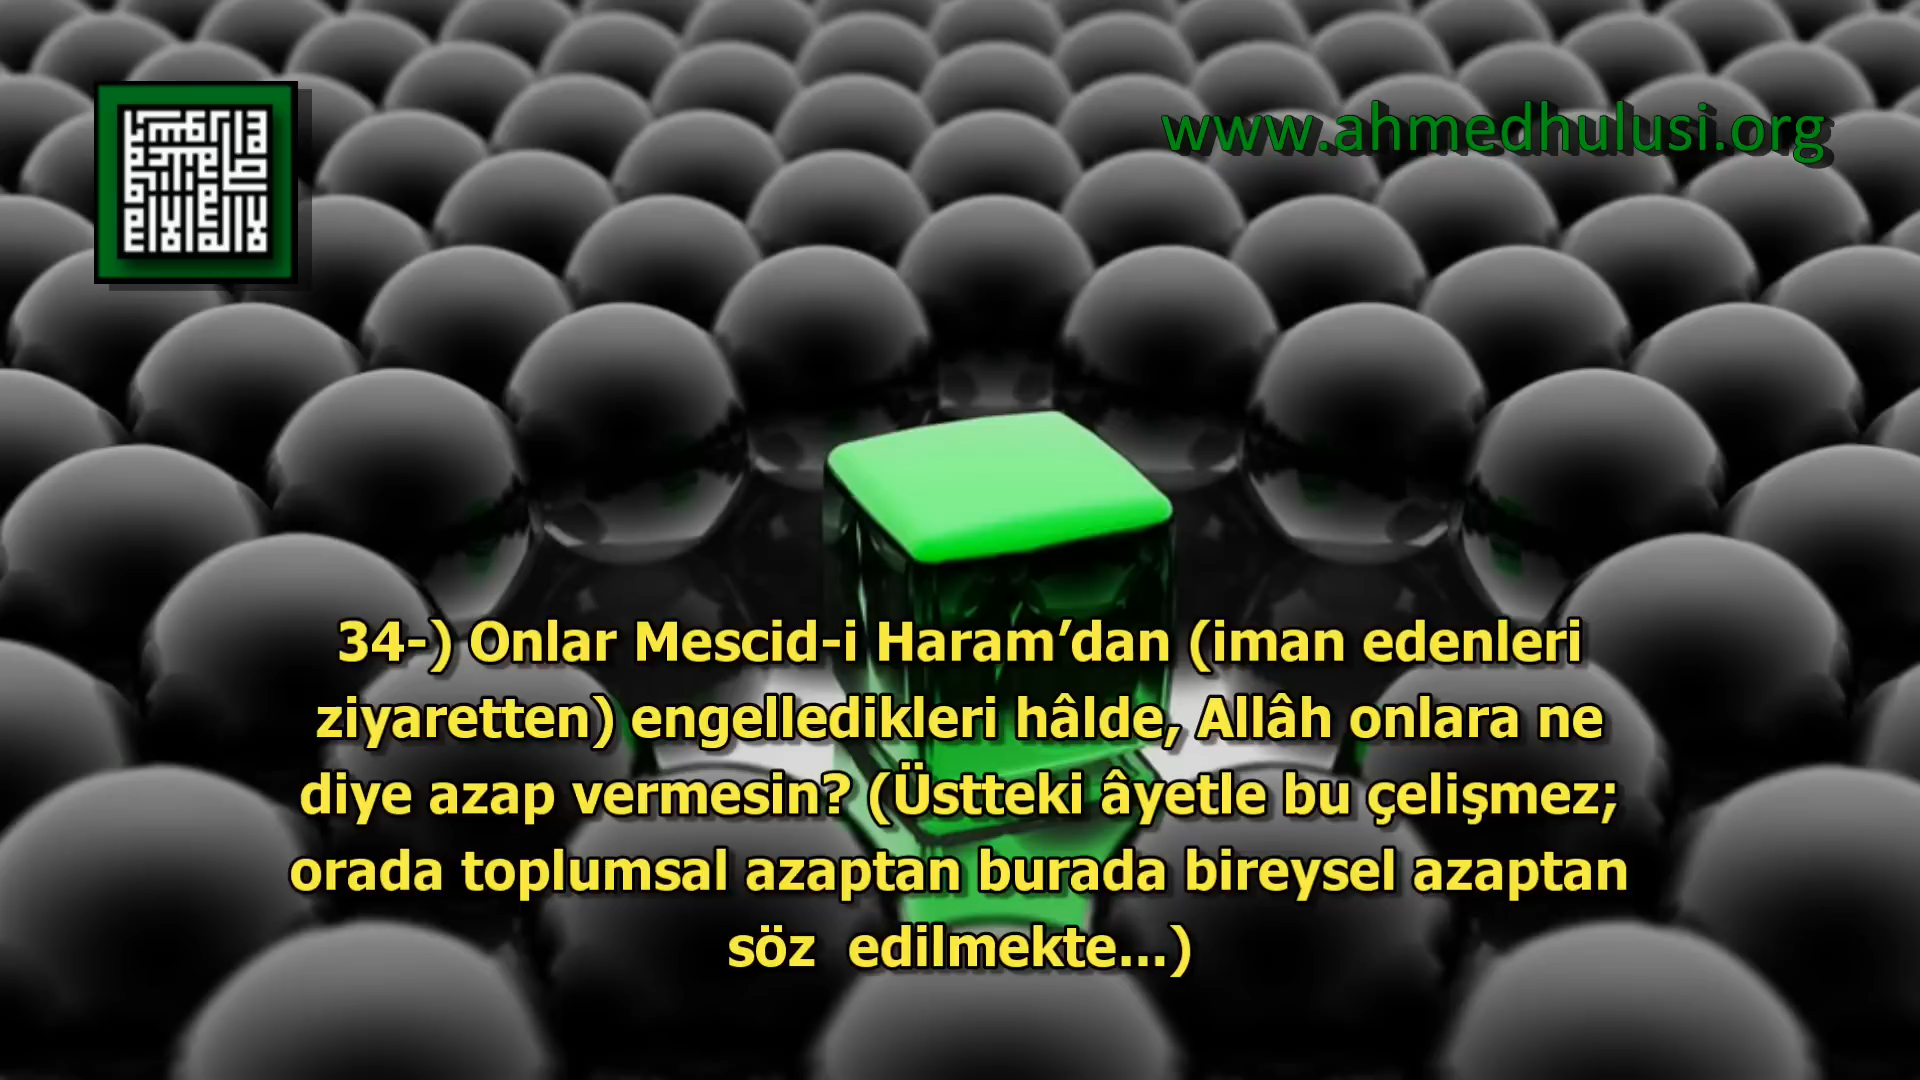 www.ahmedhulusi.org
34-) Onlar Mescid-i Haram’dan (iman edenleri
ziyaretten) engelledikleri hâlde, Allâh onlara ne
diye azap vermesin? (Üstteki âyetle bu çelişmez;
orada toplumsal azaptan burada bireysel azaptan
söz  edilmekte...)